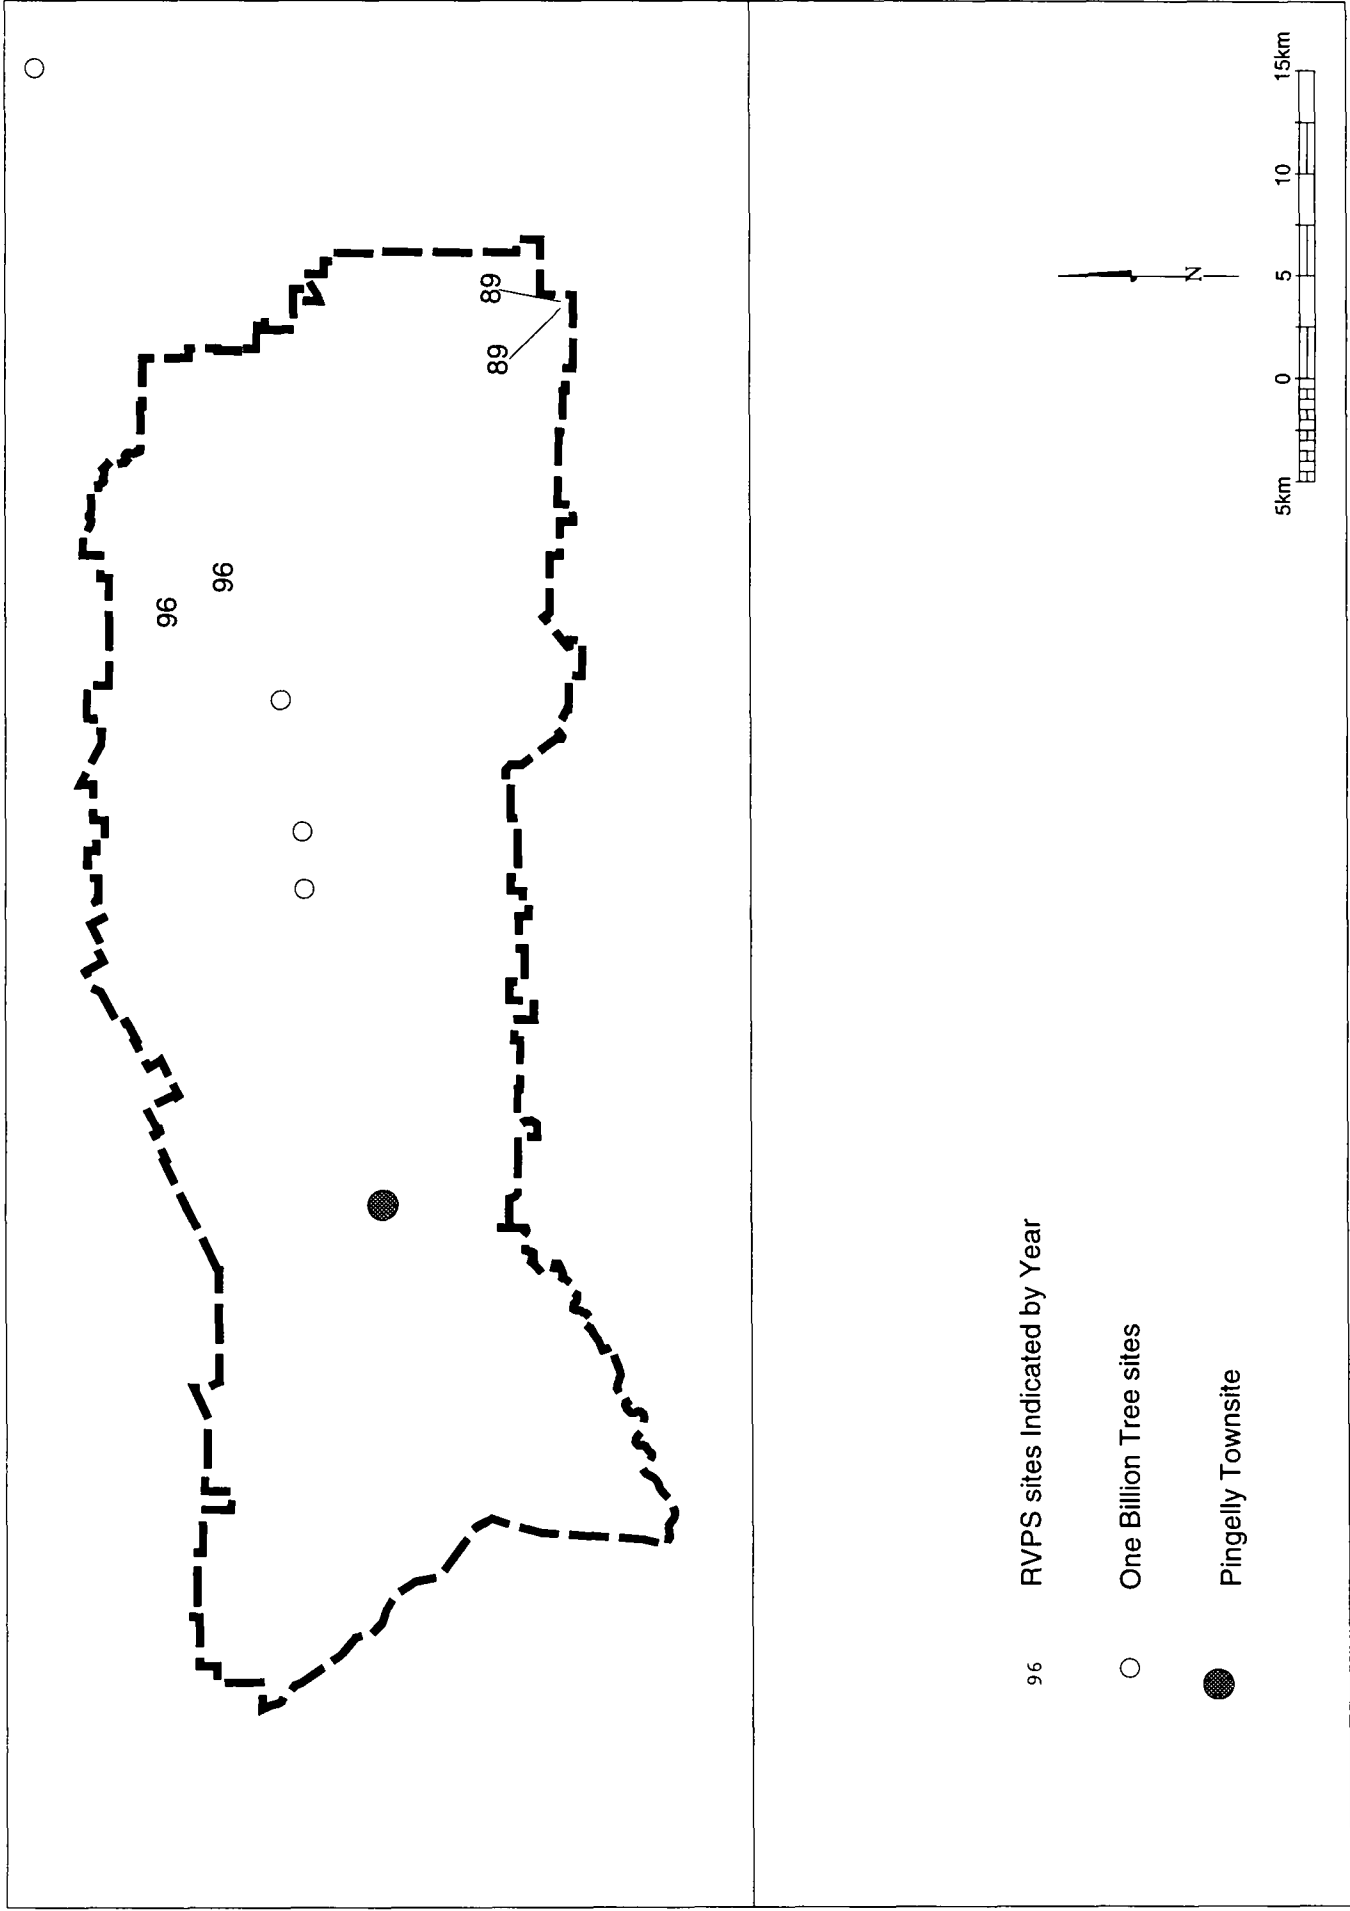 96
96
89
89
96 RVPS sites Indicated by Year
One Billion Tree sites
Pingelly Townsite
N
5km 0 5 10 15km